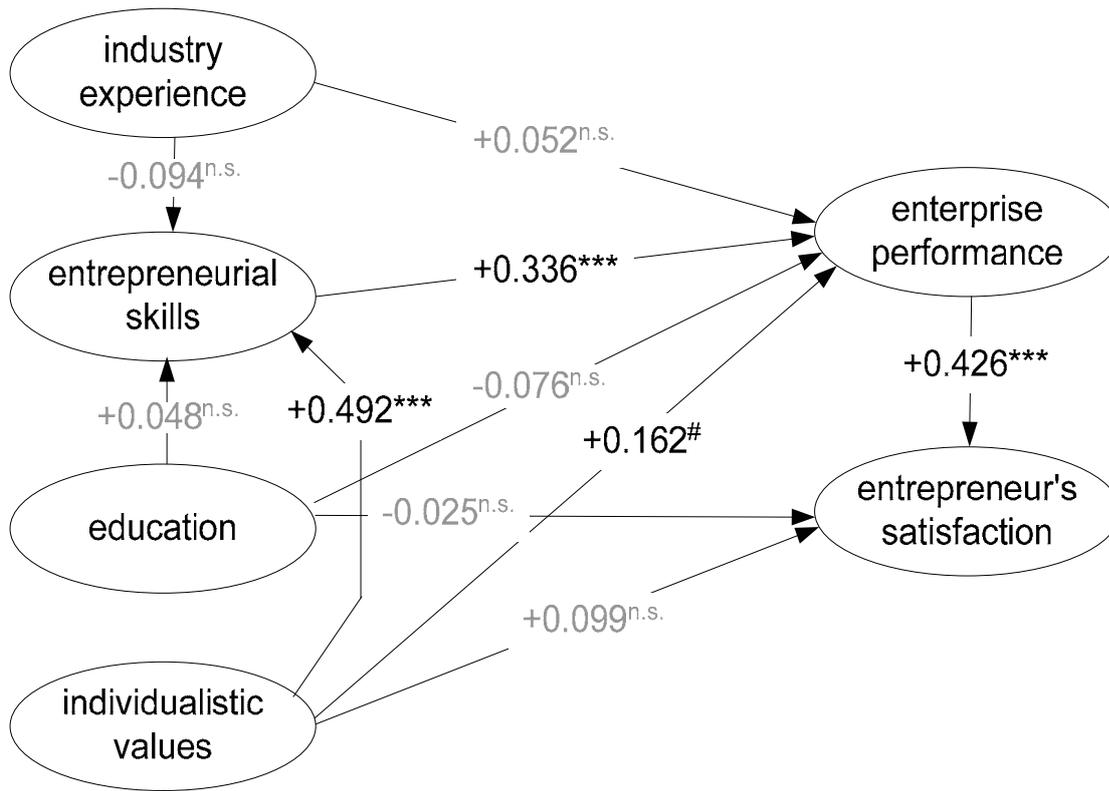 industry
experience
+0.052n.s.
-0.094n.s.
enterprise
performance
entrepreneurial
skills
+0.336***
+0.426***
-0.076n.s.
+0.048n.s.
+0.492***
+0.162#
entrepreneur's
satisfaction
education
-0.025n.s.
+0.099n.s.
individualistic
values